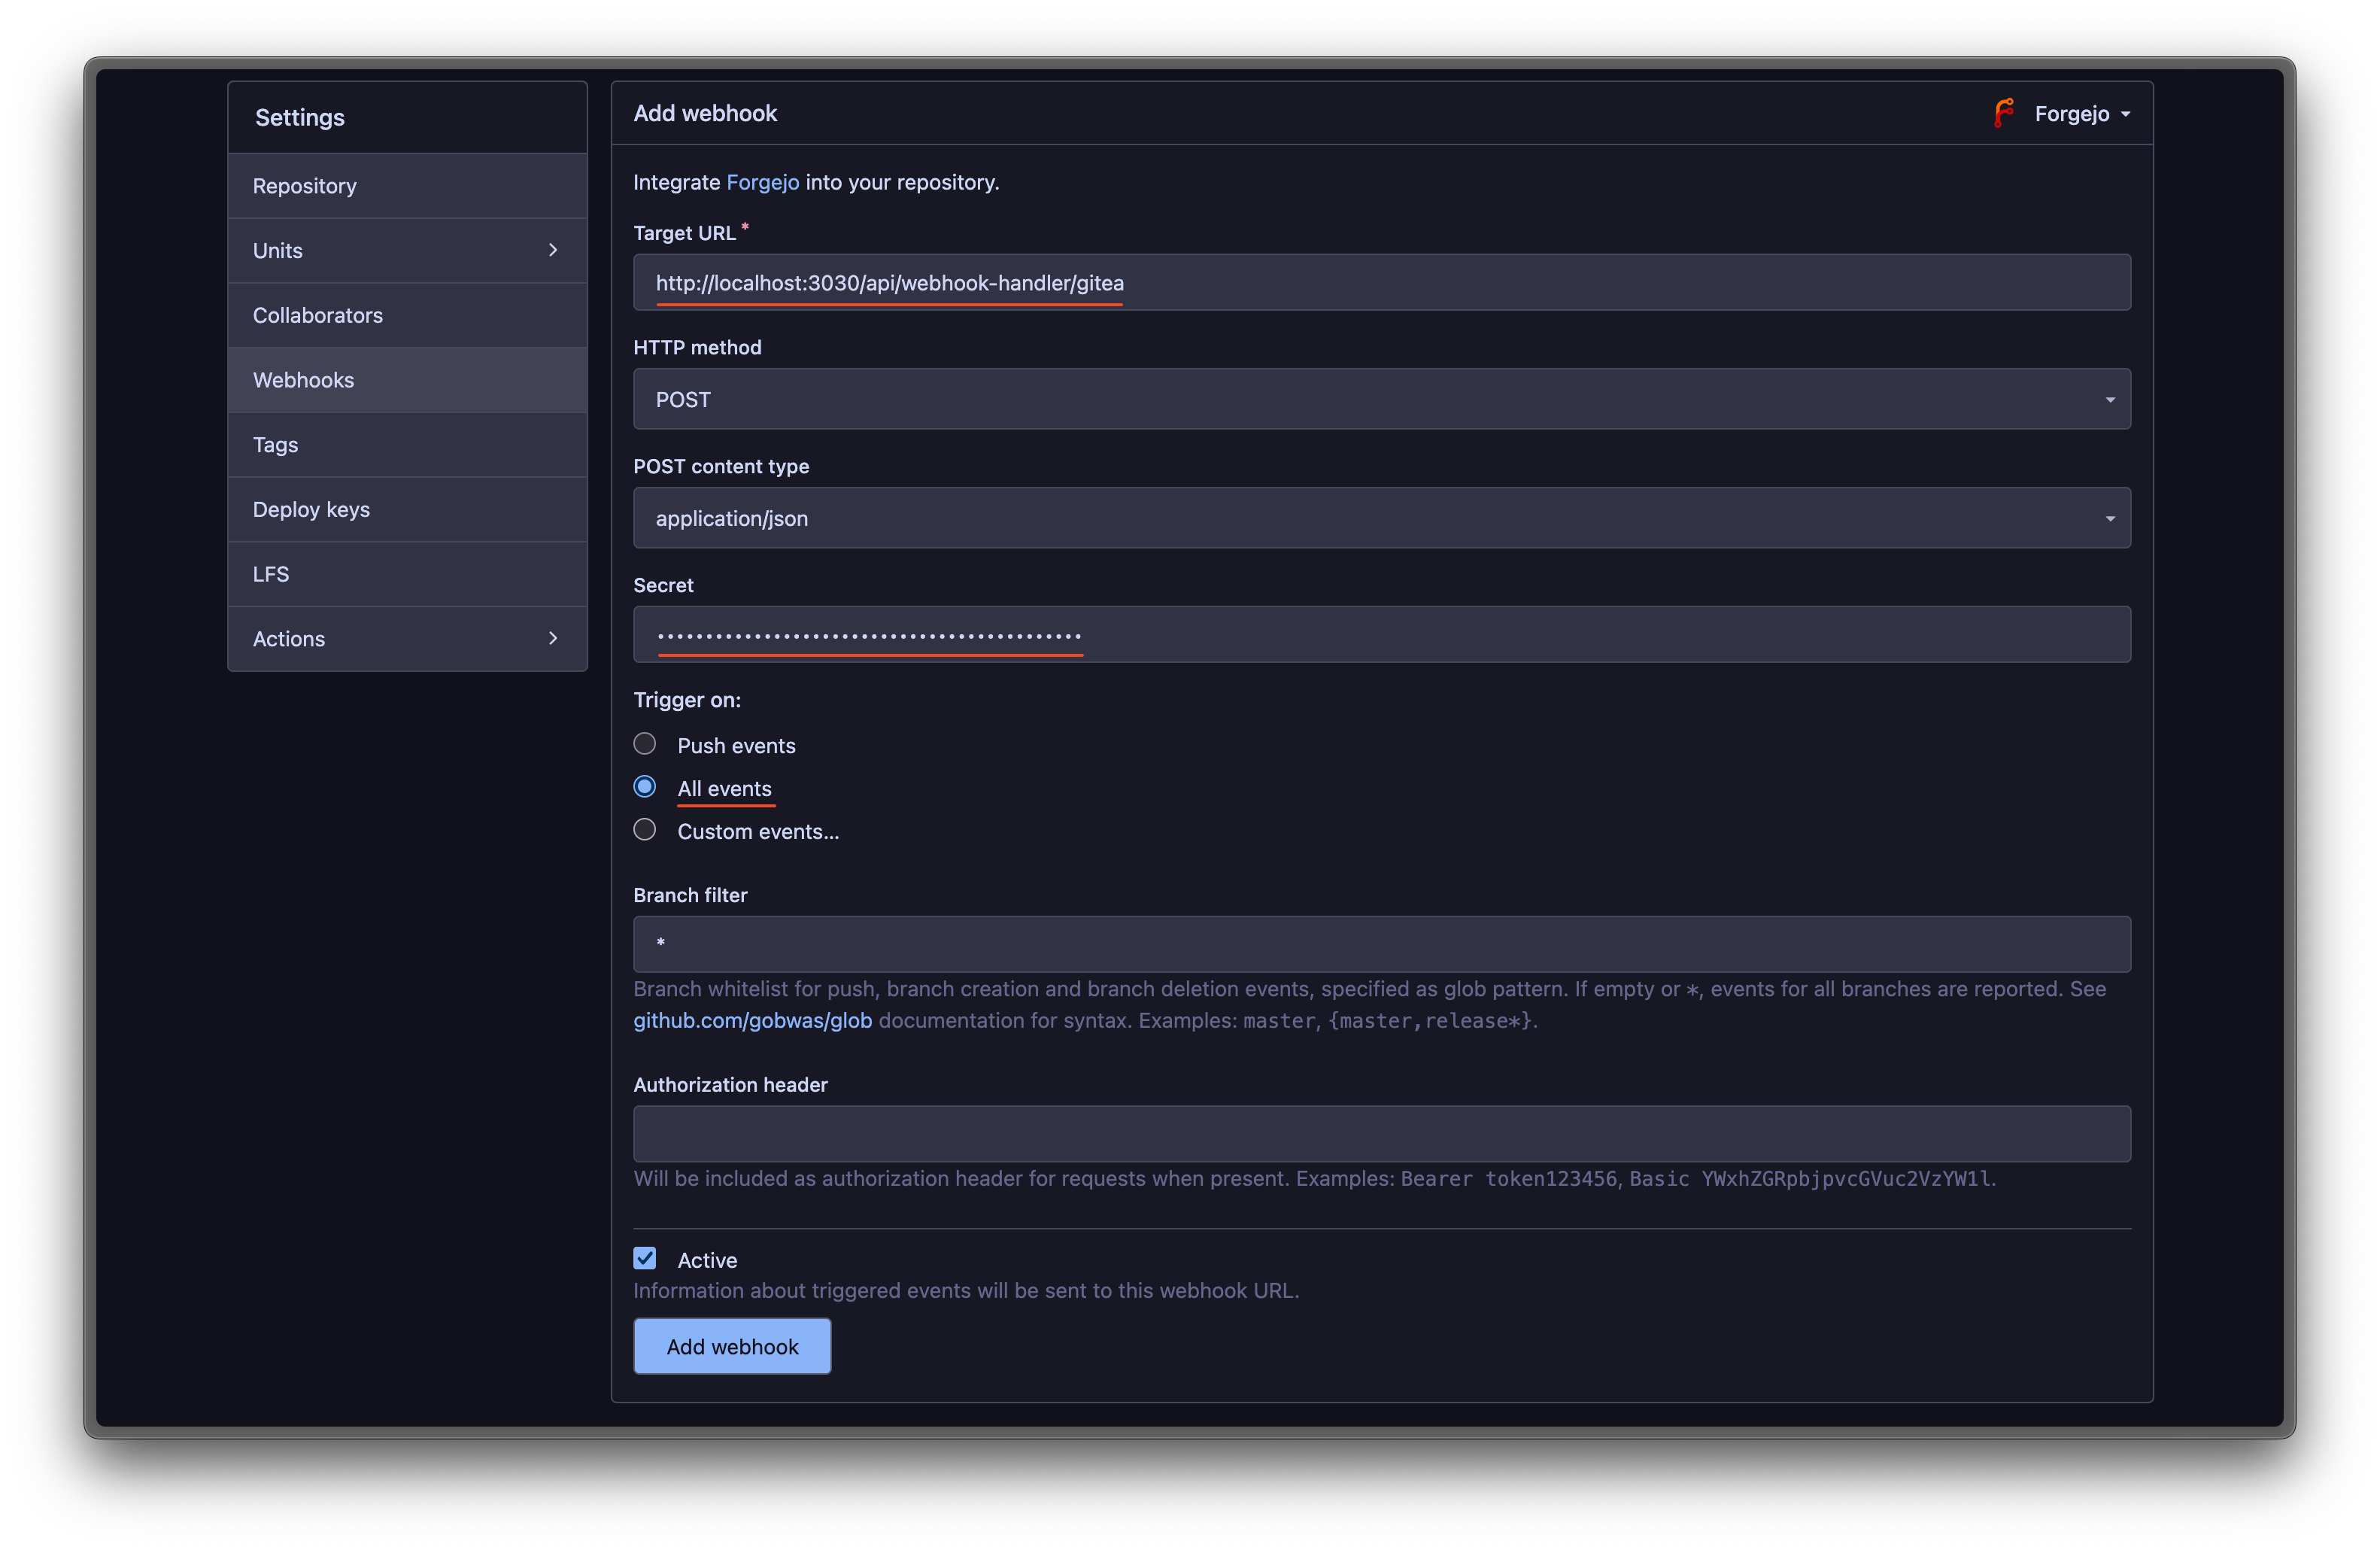 Settings
Repository
Units
Collaborators
Webhooks
Tags
Deploy keys
LFS
Actions
Add webhook
Forgejo
Integrate Forgejo into your repository.
Target URL *
http://localhost:3030/api/webhook-handler/gitea
HTTP method
POST
POST content type
application/json
Secret
••••••••••••••••••••••••••••••••••••••••••••
Trigger on:
Push events
All events
Custom events...
Branch filter
*
Branch whitelist for push, branch creation and branch deletion events, specified as glob pattern. If empty or *, events for all branches are reported. See
github.com/gobwas/glob documentation for syntax. Examples: master, {master,release*}.
Authorization header
Will be included as authorization header for requests when present. Examples: Bearer token123456, Basic YWxhZGRpbjpvcGVuc2VzYW1l.
Active
Information about triggered events will be sent to this webhook URL.
Add webhook